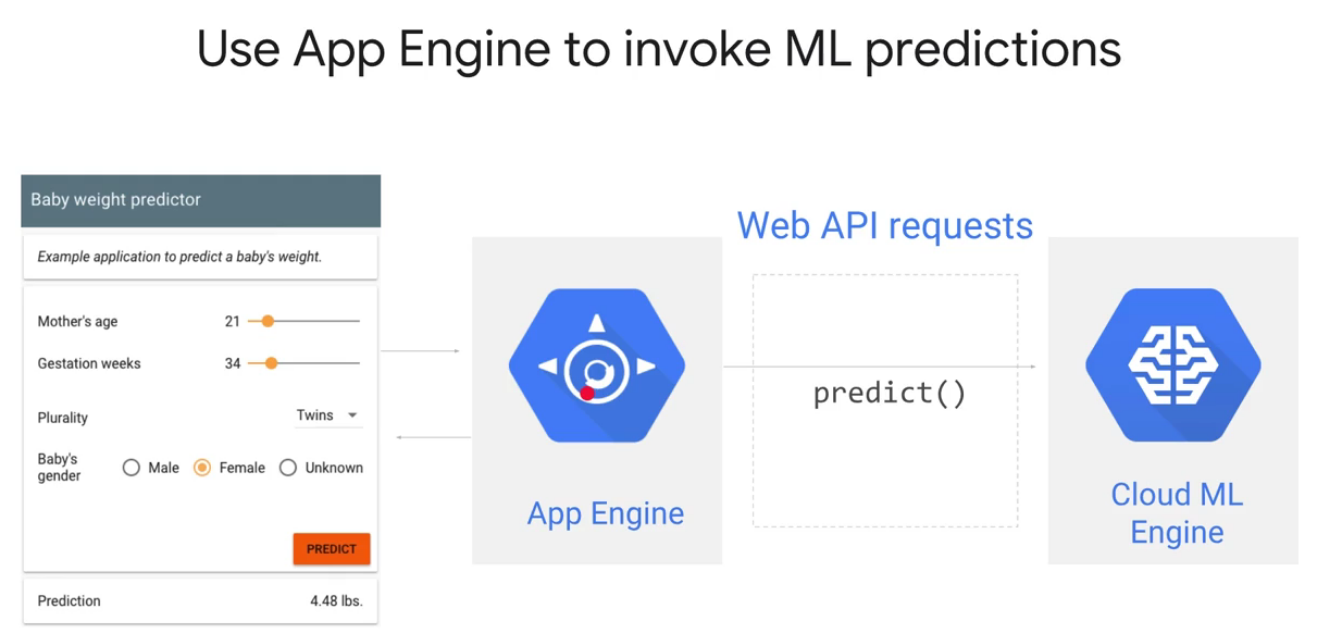 Use App Engine to invoke ML predictions
Baby weight predictor
Example application to predict a baby's weight.
Mother's age 21
Gestation weeks 34
Plurality Twins
Baby's
gender
Male Female Unknown
PREDICT
Prediction 4.48 lbs.
App Engine
Web API requests
predict()
Cloud ML
Engine